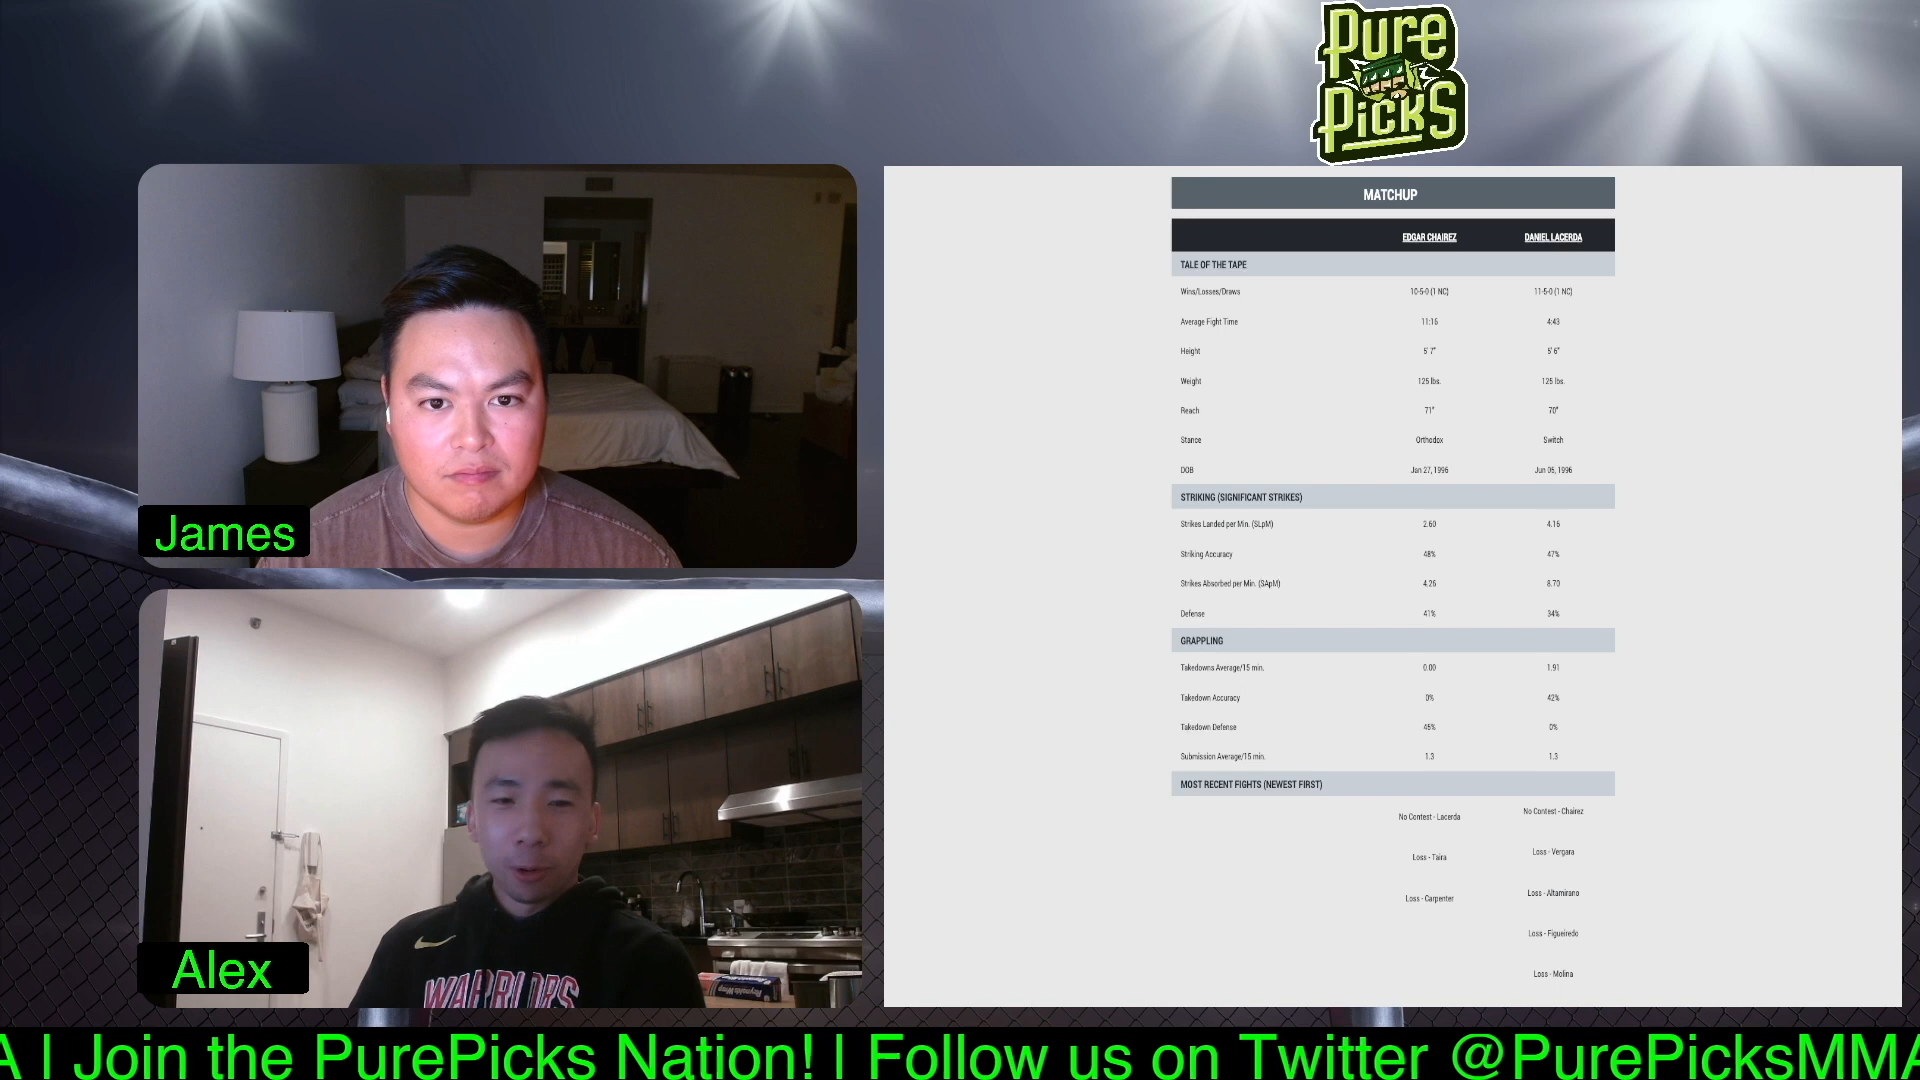 Pure
Picks
James
Alex
WARRIORS
MATCHUP
EDGAR CHAIREZ DANIEL LACERDA
TALE OF THE TAPE
Wins/Losses/Draws 10-5-0 (1 NC) 11-5-0 (1 NC)
Average Fight Time 11:16 4:43
Height 5' 7" 5' 6"
Weight 125 lbs. 125 lbs.
Reach 71" 70"
Stance Orthodox Switch
DOB Jan 27, 1996 Jun 05, 1996
STRIKING (SIGNIFICANT STRIKES)
Strikes Landed per Min. (SLpM) 2.60 4.16
Striking Accuracy 48% 47%
Strikes Absorbed per Min. (SApM) 4.26 8.70
Defense 41% 34%
GRAPPLING
Takedowns Average/15 min. 0.00 1.91
Takedown Accuracy 0% 42%
Takedown Defense 45% 0%
Submission Average/15 min. 1.3 1.3
MOST RECENT FIGHTS (NEWEST FIRST)
No Contest - Lacerda No Contest - Chairez
Loss - Taira Loss - Vergara
Loss - Carpenter Loss - Altamirano
Loss - Figueiredo
Loss - Molina
A | Join the PurePicks Nation! | Follow us on Twitter @PurePicksMMA